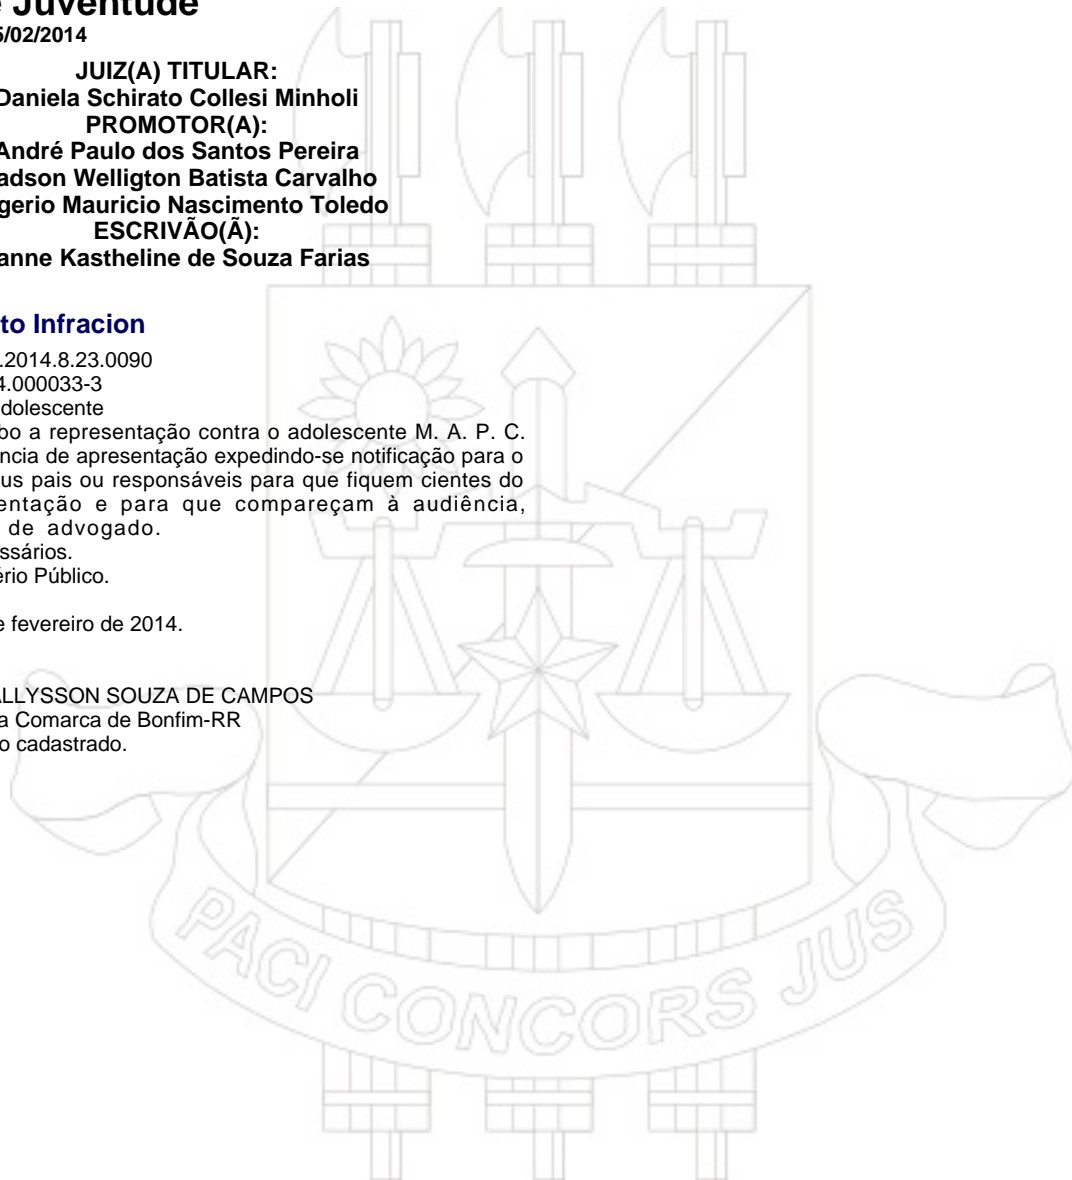 e Juventude
5/02/2014
JUIZ(A) TITULAR:
Daniela Schirato Collesi Minholi
PROMOTOR(A):
André Paulo dos Santos Pereira
adson Welligton Batista Carvalho
gerio Mauricio Nascimento Toledo
ESCRIVÃO(Ã):
anne Kastheline de Souza Farias
to Infracion
.2014.8.23.0090
4.000033-3
dolescente
bo a representação contra o adolescente M. A. P. C.
ncia de apresentação expedindo-se notificação para o
us pais ou responsáveis para que fiquem cientes do
entação e para que compareçam à audiência,
de advogado.
ssários.
ério Público.
e fevereiro de 2014.
ALLYSSON SOUZA DE CAMPOS
a Comarca de Bonfim-RR
o cadastrado.
PACI CONCORS JUS